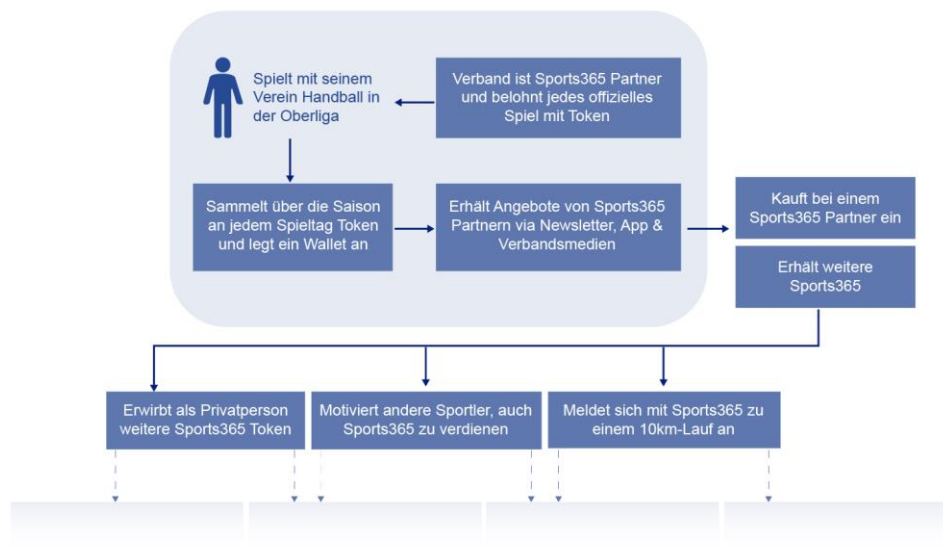 Spielt mit seinem
Verein Handball in
der Oberliga
Verband ist Sports365 Partner
und belohnt jedes offizielles
Spiel mit Token
Sammelt über die Saison
an jedem Spieltag Token
und legt ein Wallet an
Erhält Angebote von Sports365
Partnern via Newsletter, App &
Verbandsmedien
Kauft bei einem
Sports365 Partner ein
Erhält weitere
Sports365
Erwirbt als Privatperson
weitere Sports365 Token
Motiviert andere Sportler, auch
Sports365 zu verdienen
Meldet sich mit Sports365 zu
einem 10km-Lauf an